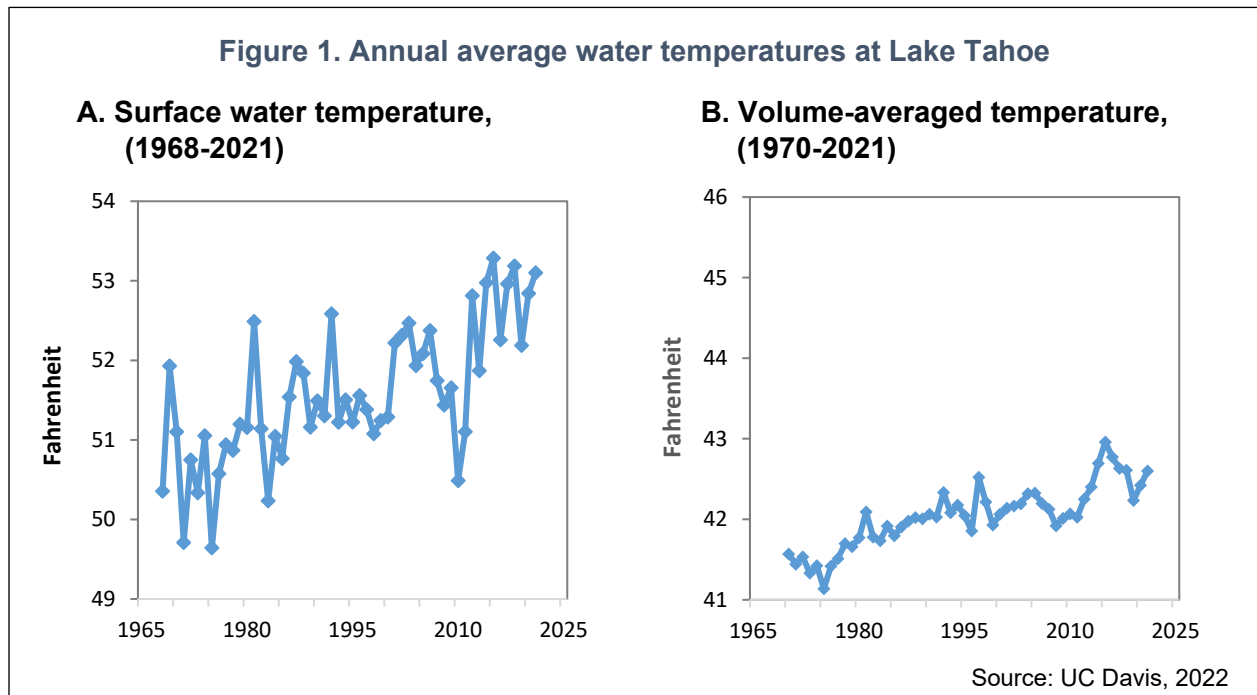 Figure 1. Annual average water temperatures at Lake Tahoe
A. Surface water temperature,
(1968-2021)
54
53
52
51
50
49
Fahrenheit
1965 1980 1995 2010 2025
B. Volume-averaged temperature,
(1970-2021)
46
45
44
43
42
41
Fahrenheit
1965 1980 1995 2010 2025
Source: UC Davis, 2022